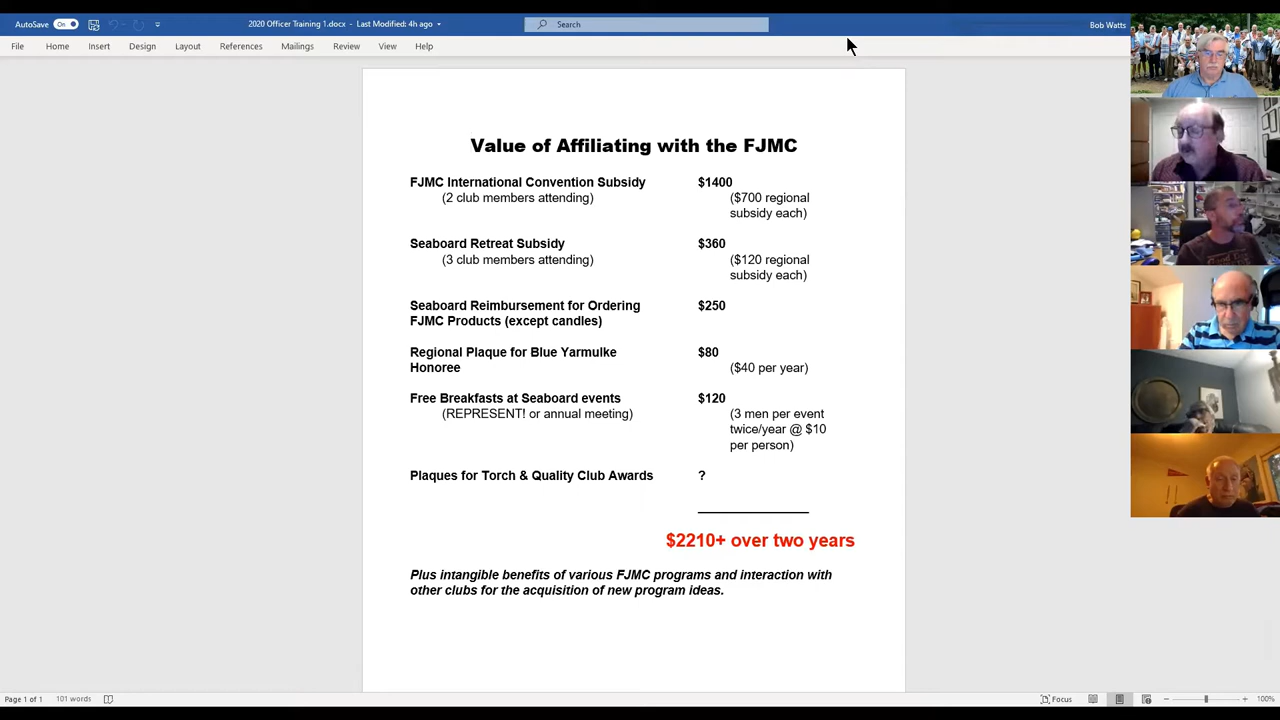 AutoSave On 2020 Officer Training 1.docx • Last Modified: 4h ago Search Bob Watts
File Home Insert Design Layout References Mailings Review View Help
Value of Affiliating with the FJMC
FJMC International Convention Subsidy $1400
(2 club members attending) ($700 regional
subsidy each)
Seaboard Retreat Subsidy $360
(3 club members attending) ($120 regional
subsidy each)
Seaboard Reimbursement for Ordering $250
FJMC Products (except candles)
Regional Plaque for Blue Yarmulke $80
Honoree ($40 per year)
Free Breakfasts at Seaboard events $120
(REPRESENT! or annual meeting) (3 men per event
twice/year @ $10
per person)
Plaques for Torch & Quality Club Awards ?
$2210+ over two years
Plus intangible benefits of various FJMC programs and interaction with
other clubs for the acquisition of new program ideas.
Page 1 of 1 101 words Focus 100%